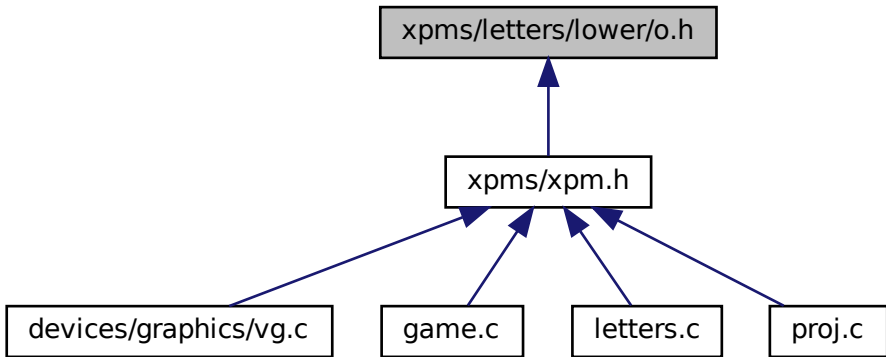 xpms/letters/lower/o.h
xpms/xpm.h
devices/graphics/vg.c
game.c
letters.c
proj.c